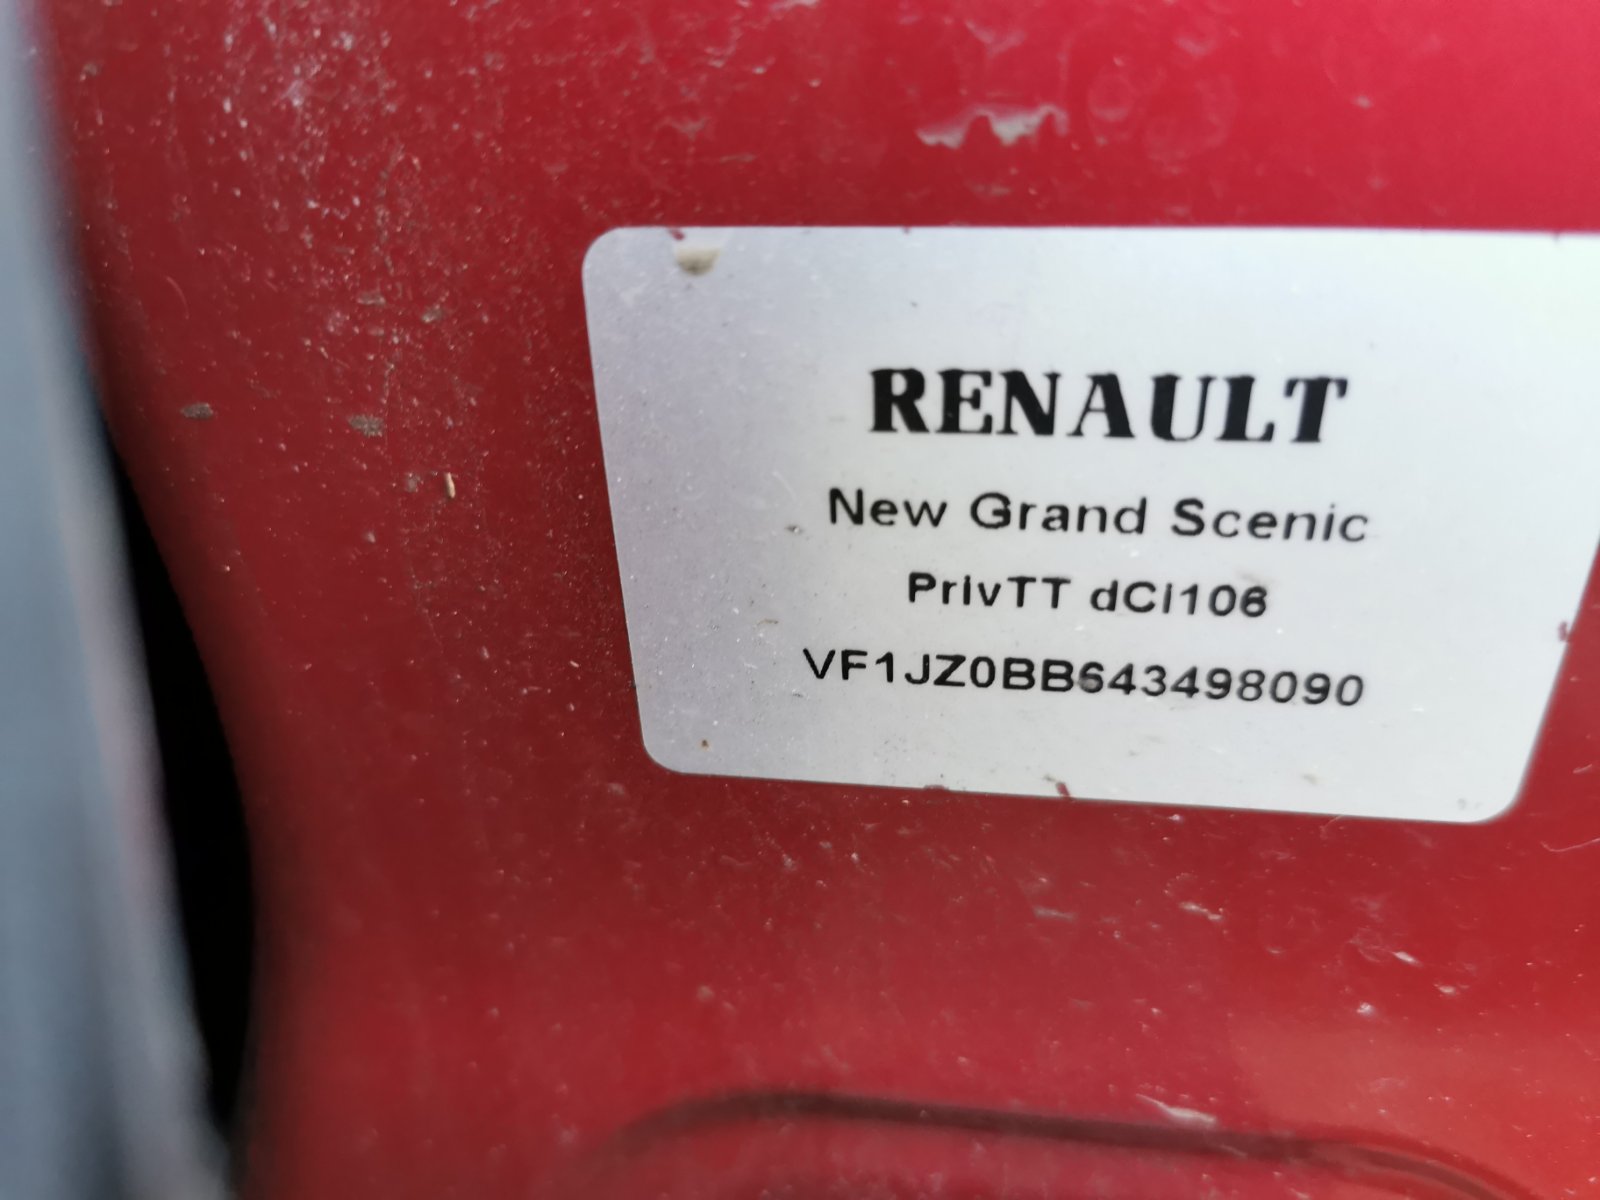 RENAULT
New Grand Scenic
PrivTT dCi106
VF1JZ0BB643498090